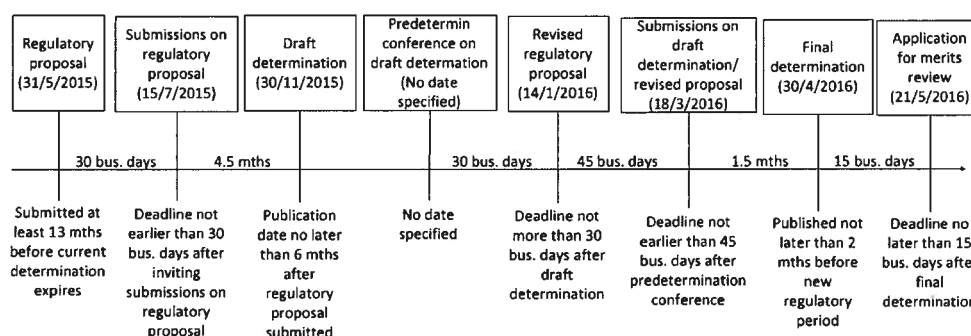 Regulatory
proposal
(31/5/2015)
Submissions on
regulatory
proposal
(15/7/2015)
Draft
determination
(30/11/2015)
Predetermin
conference on
draft determation
(No date
specified)
Revised
regulatory
proposal
(14/1/2016)
Submissions on
draft
determination/
revised proposal
(18/3/2016)
Final
determination
(30/4/2016)
Application
for merits
review
(21/5/2016)
30 bus. days
4.5 mths
30 bus. days
45 bus. days
1.5 mths
15 bus. days
Submitted at
least 13 mths
before current
determination
expires
Deadline not
earlier than 30
bus. days after
inviting
submissions on
regulatory
proposal
Publication
date no later
than 6 mths
after
regulatory
proposal
submitted
No date
specified
Deadline not
more than 30
bus. days after
draft
determination
Deadline not
earlier than 45
bus. days after
predetermination
conference
Published not
later than 2
mths before
new
regulatory
period
Deadline no
later than 15
bus. days after
final
determination